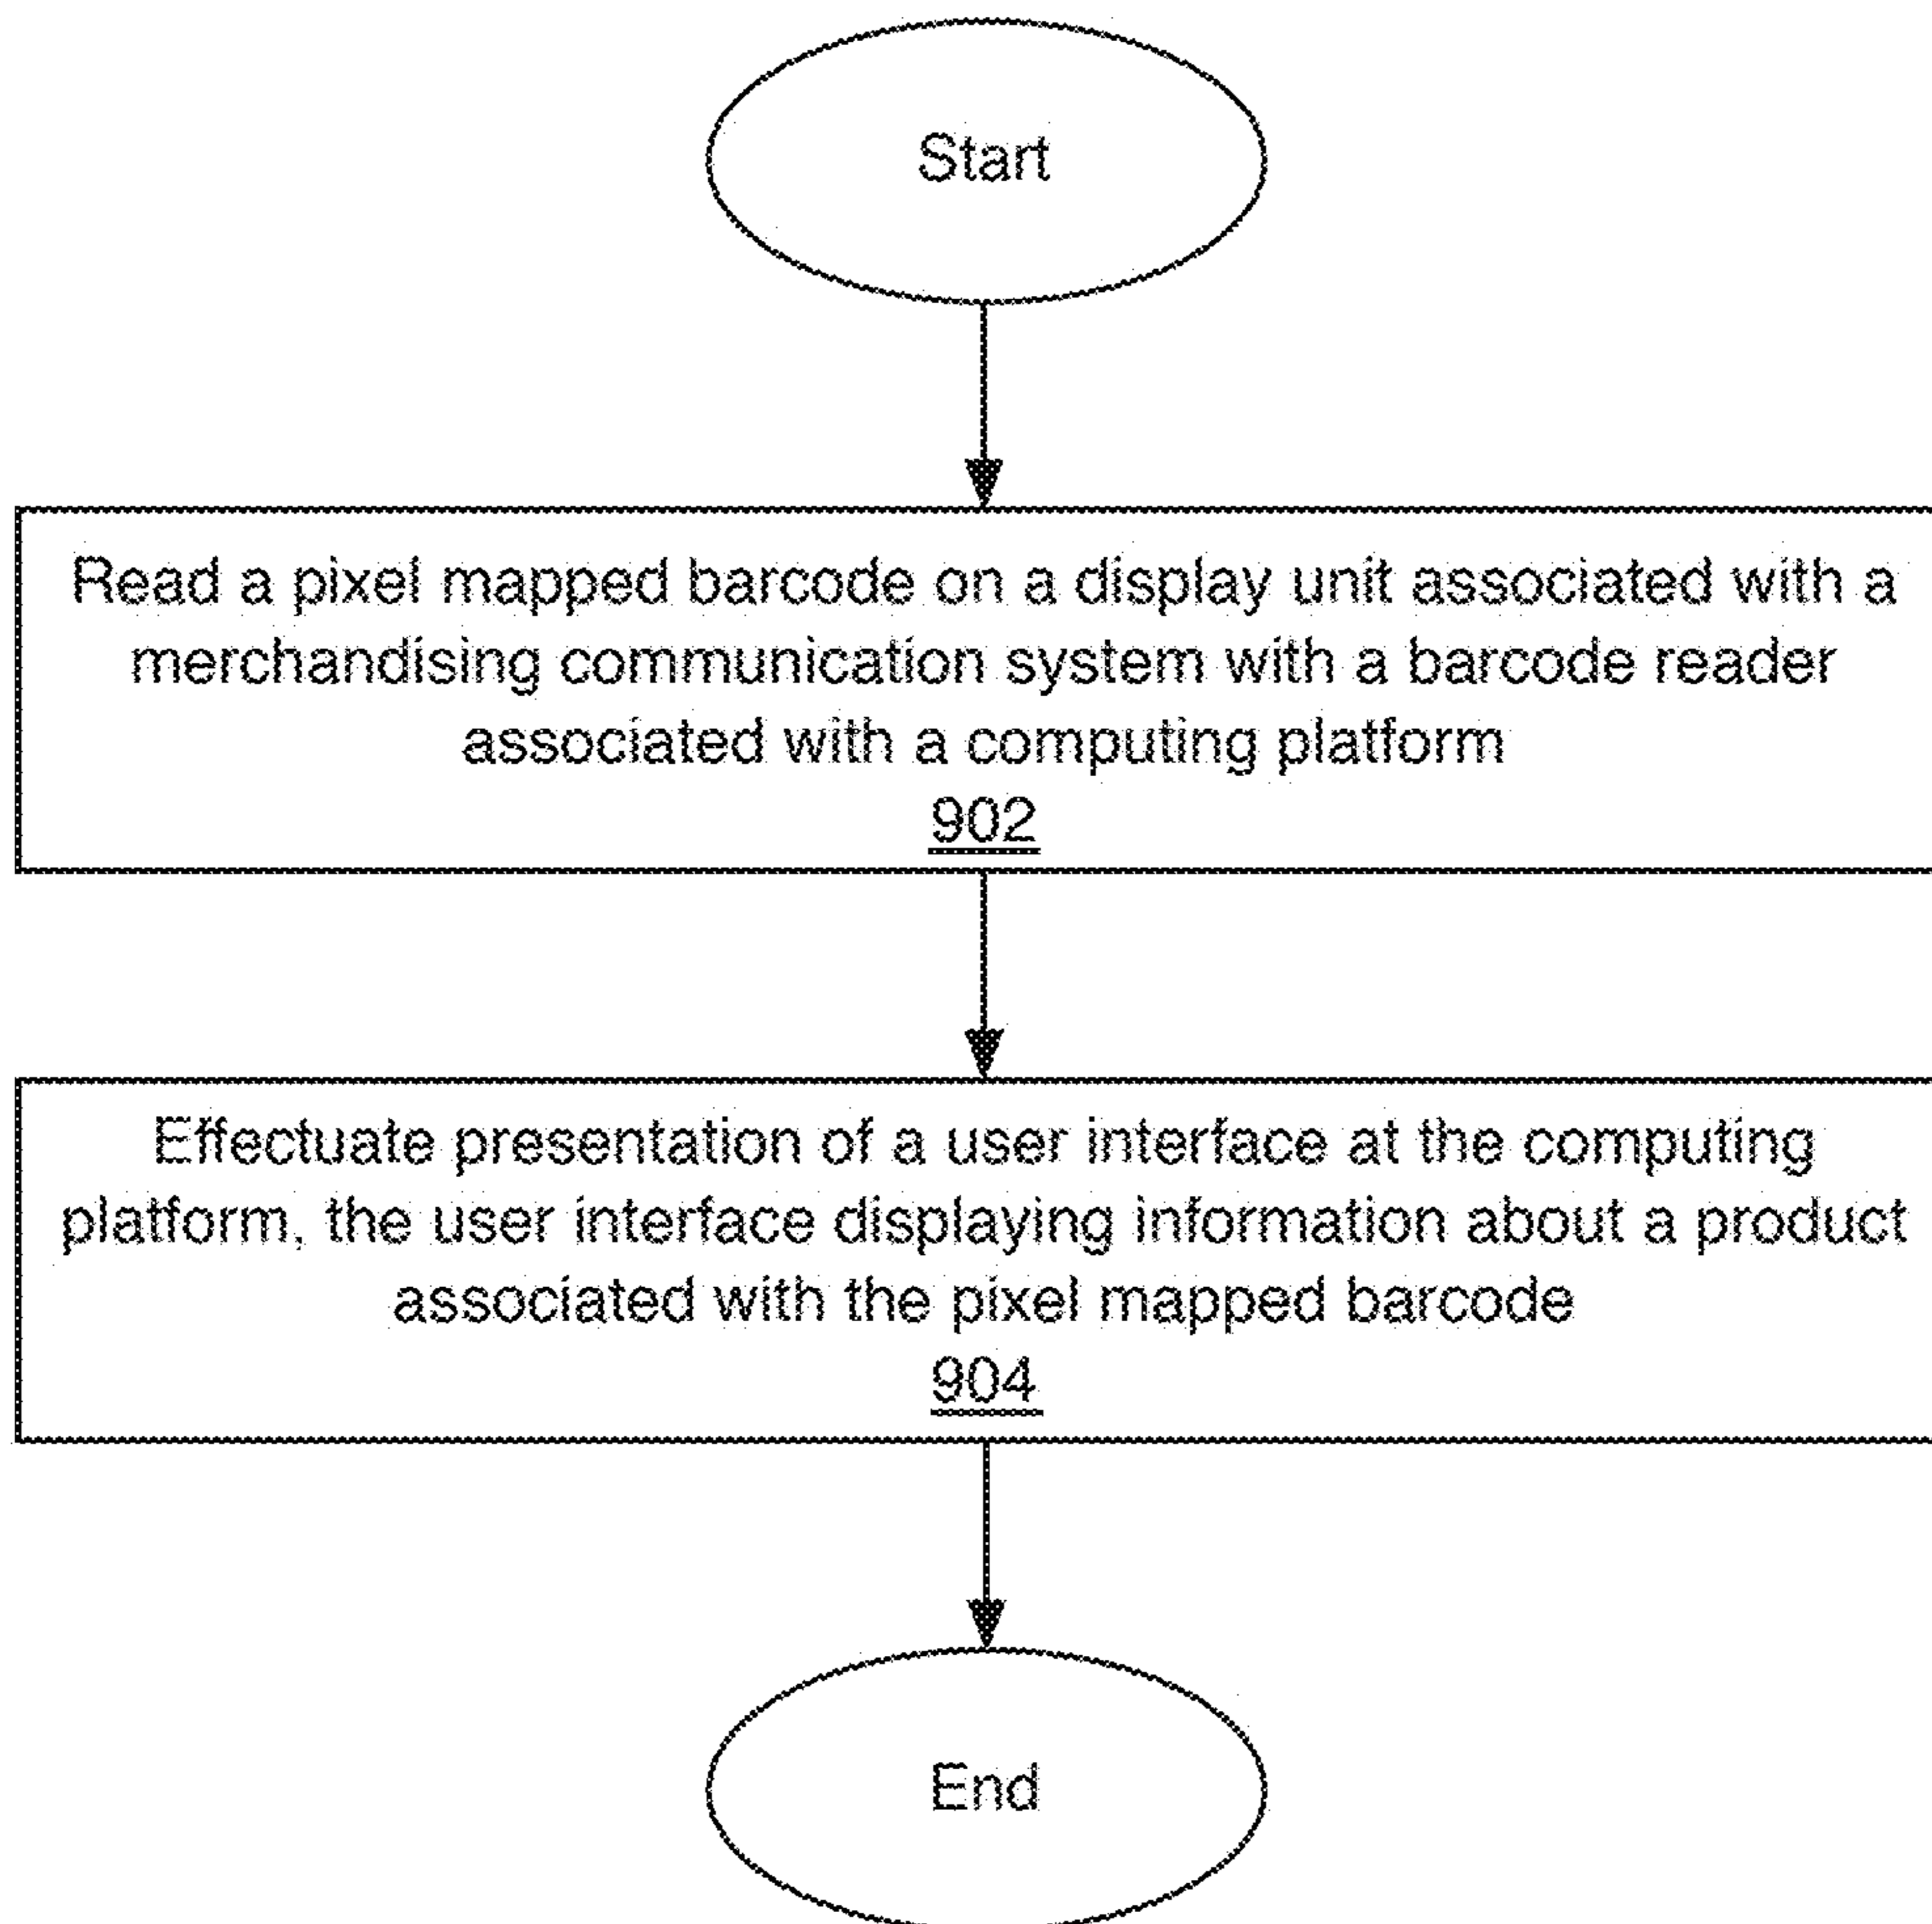 Start
Read a pixel mapped barcode on a display unit associated with a
merchandising communication system with a barcode reader
associated with a computing platform
902
Effectuate presentation of a user interface at the computing
platform, the user interface displaying information about a product
associated with the pixel mapped barcode
904
End